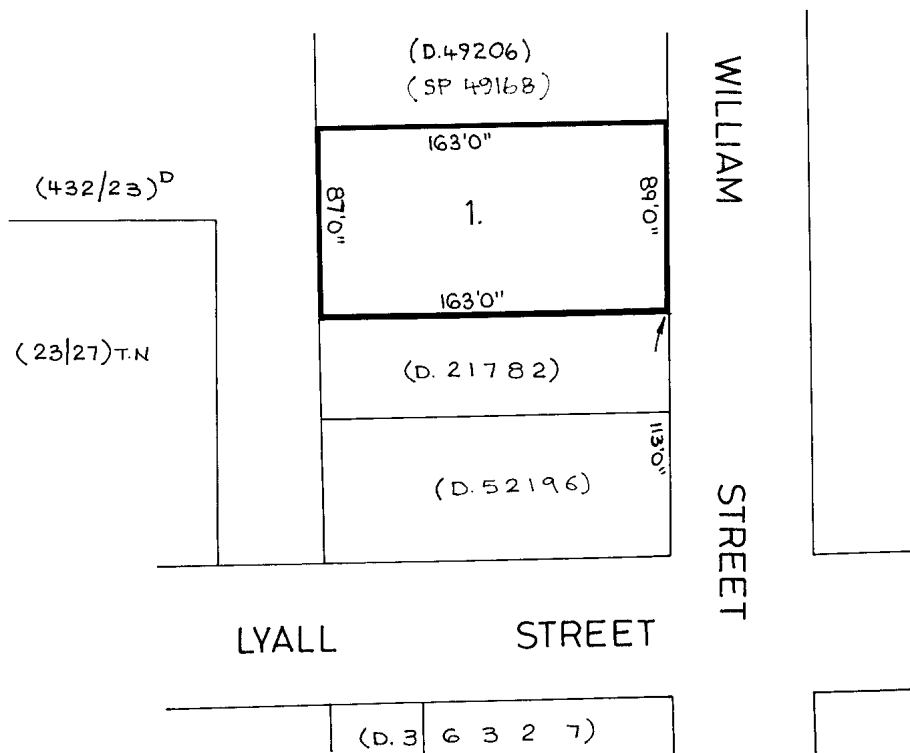 (D.49206)
(SP 49168)
WILLIAM
163'0"
(432/23)D
87'0"
1.
89'0"
163'0"
(23/27)T.N
(D. 21782)
113'0"
(D.52196)
STREET
LYALL STREET
(D.3 6 3 2 7)